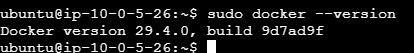 ubuntu@ip-10-0-5-26:~$ sudo docker --version
Docker version 29.4.0, build 9d7ad9f
ubuntu@ip-10-0-5-26:~$